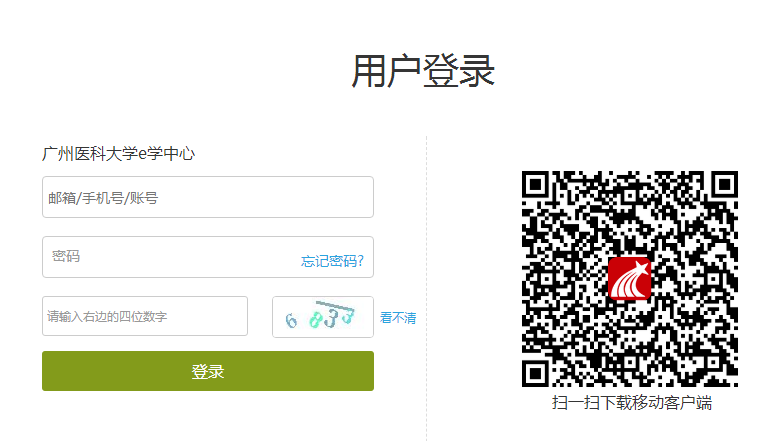 用户登录
广州医科大学e学中心
邮箱/手机号/账号
密码
忘记密码?
请输入右边的四位数字
6833
看不清
登录
扫一扫下载移动客户端